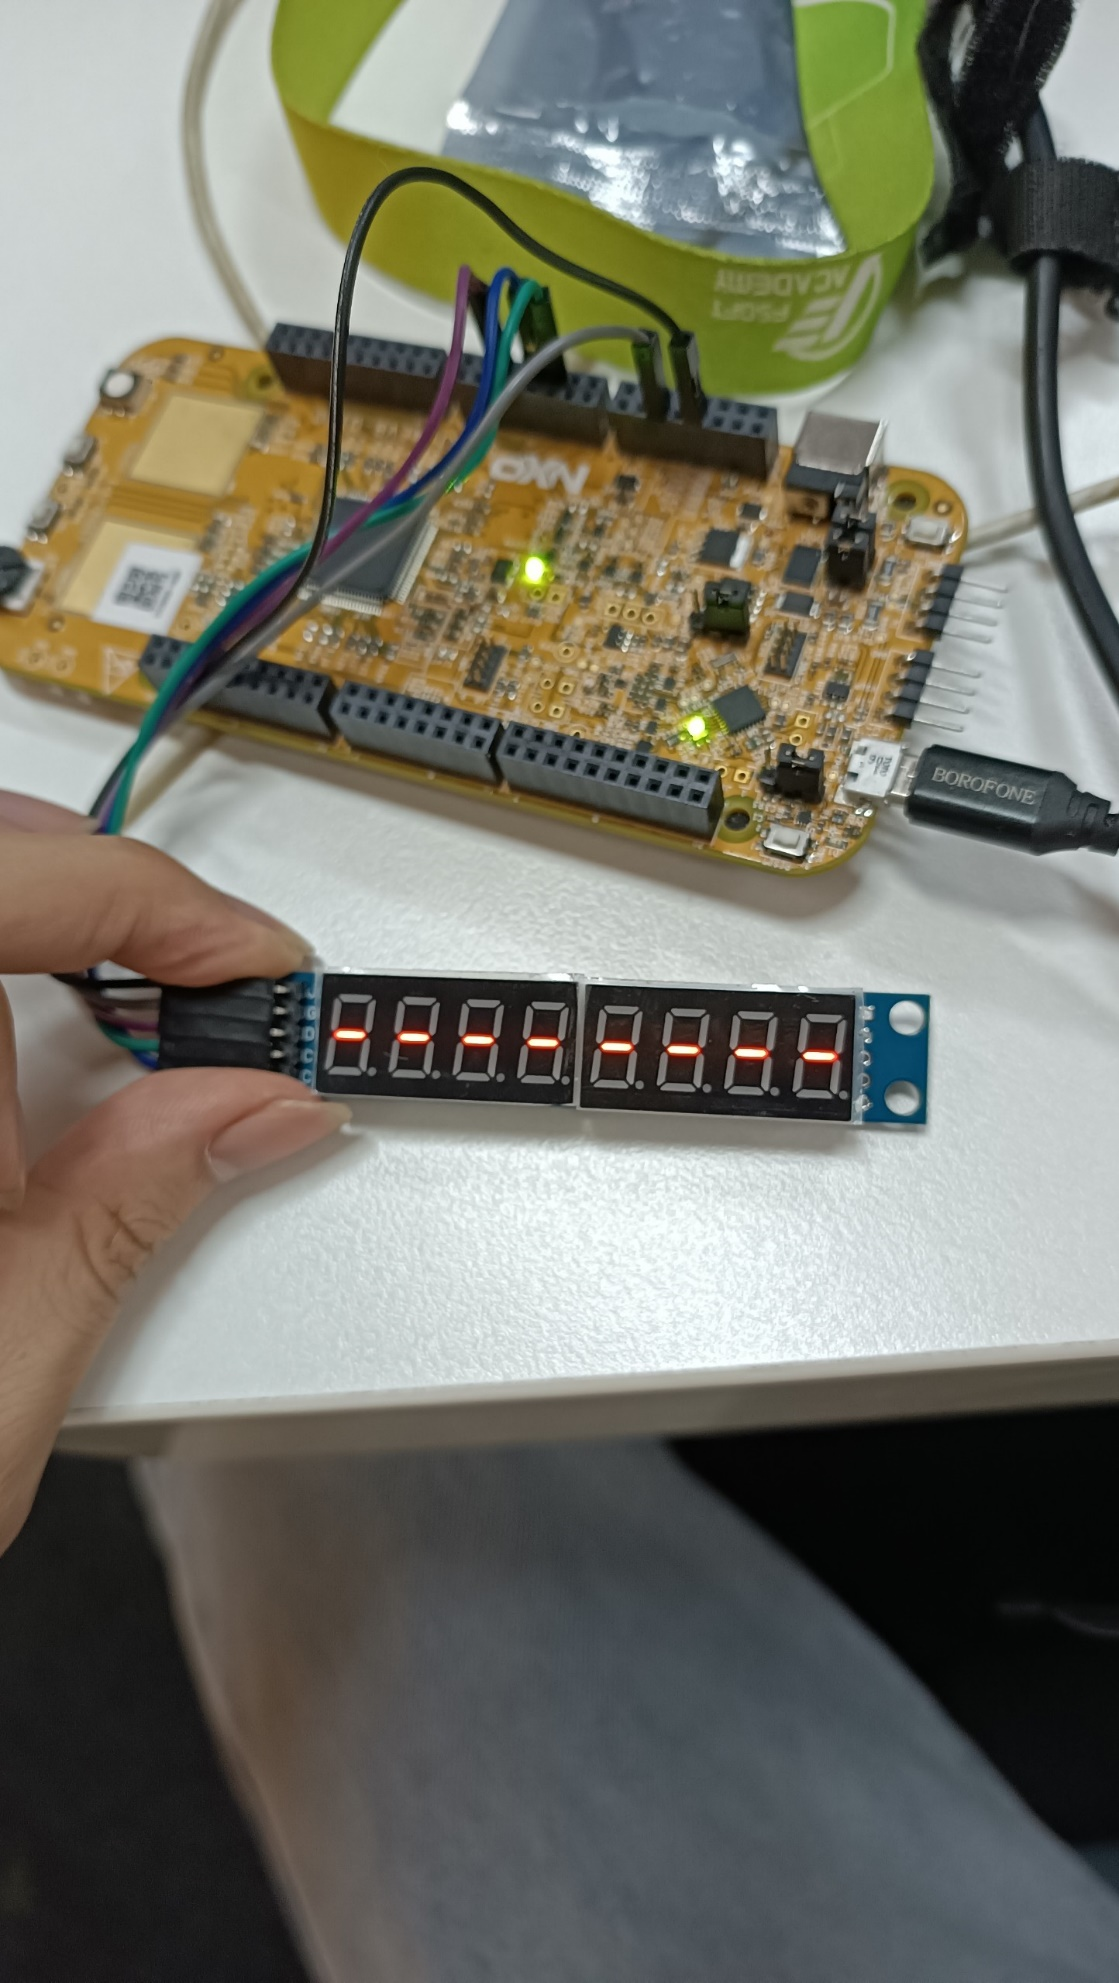 FSOFT
ACADEMY
NXP
BOROFONE
--------